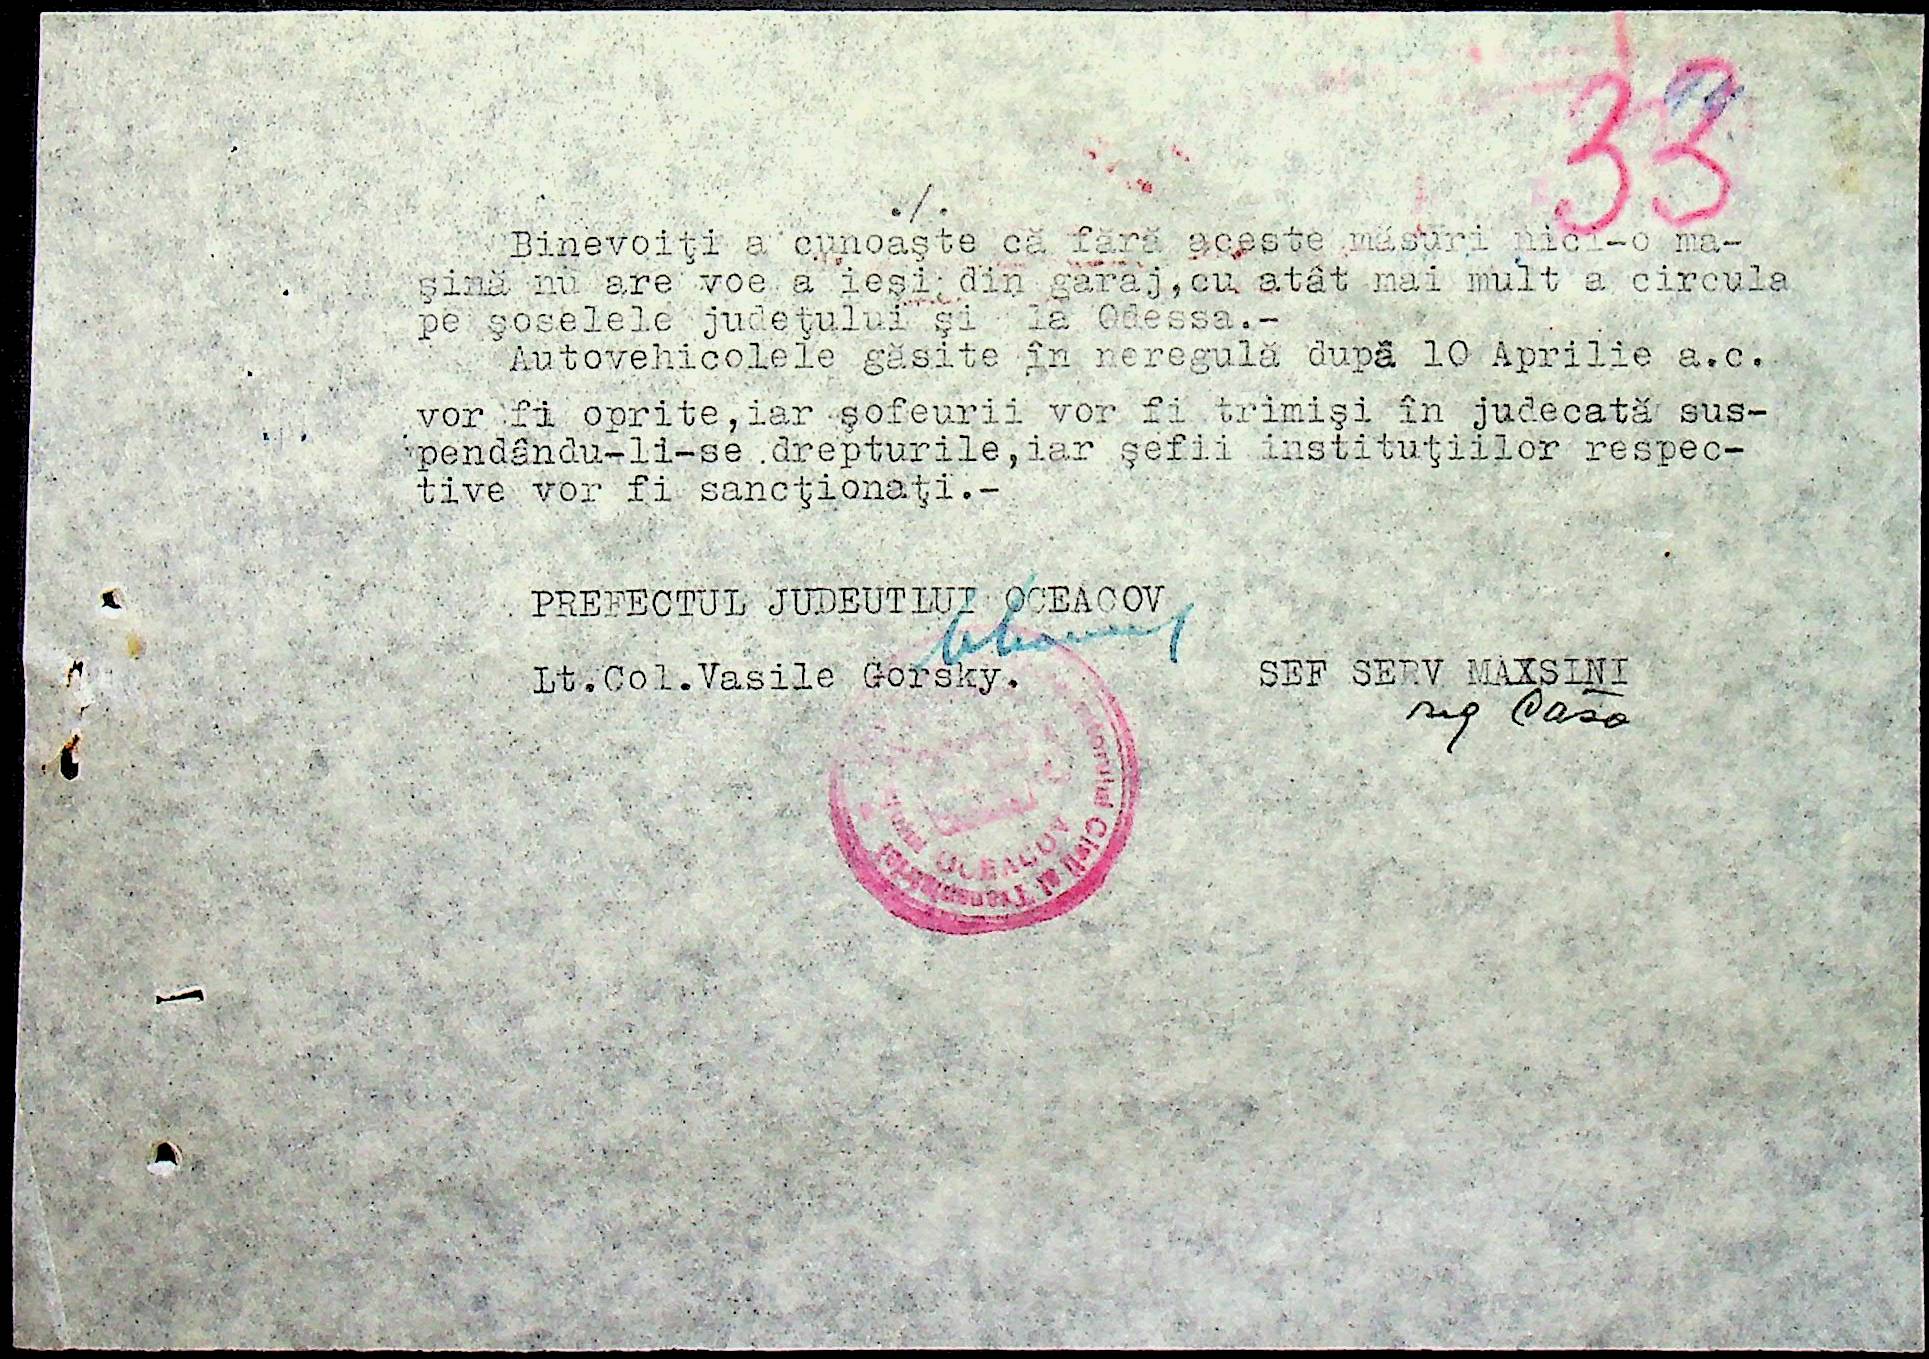 33
./.
Binevoiţi a cunoaşte că fără aceste măsuri nici-o ma-
şină nu are voe a ieşi din garaj,cu atât mai mult a circula
pe şoselele judeţului şi la Odessa.-
Autovehicolele găsite în neregulă după 10 Aprilie a.c.
vor fi oprite,iar şofeurii vor fi trimişi în judecată sus-
pendându-li-se drepturile,iar şefii instituţiilor respec-
tive vor fi sancţionaţi.-
PREFECTUL JUDEUTLUI OCEACOV
Lt.Col.Vasile Gorsky.
SEF SERV MAXSINI
OCEACOV